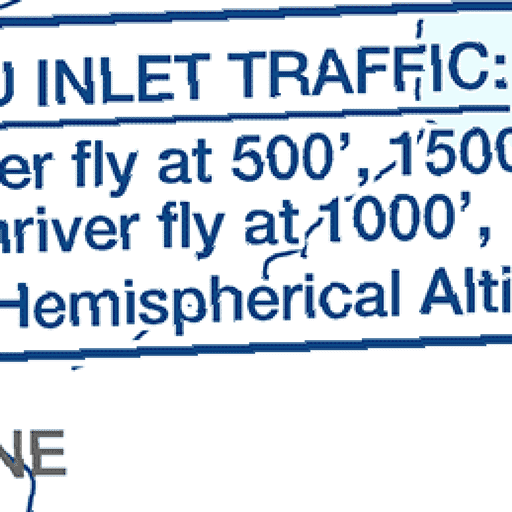 INLET TRAFFIC:
er fly at 500', 1500
river fly at 1000',
Hemispherical Alti
NE